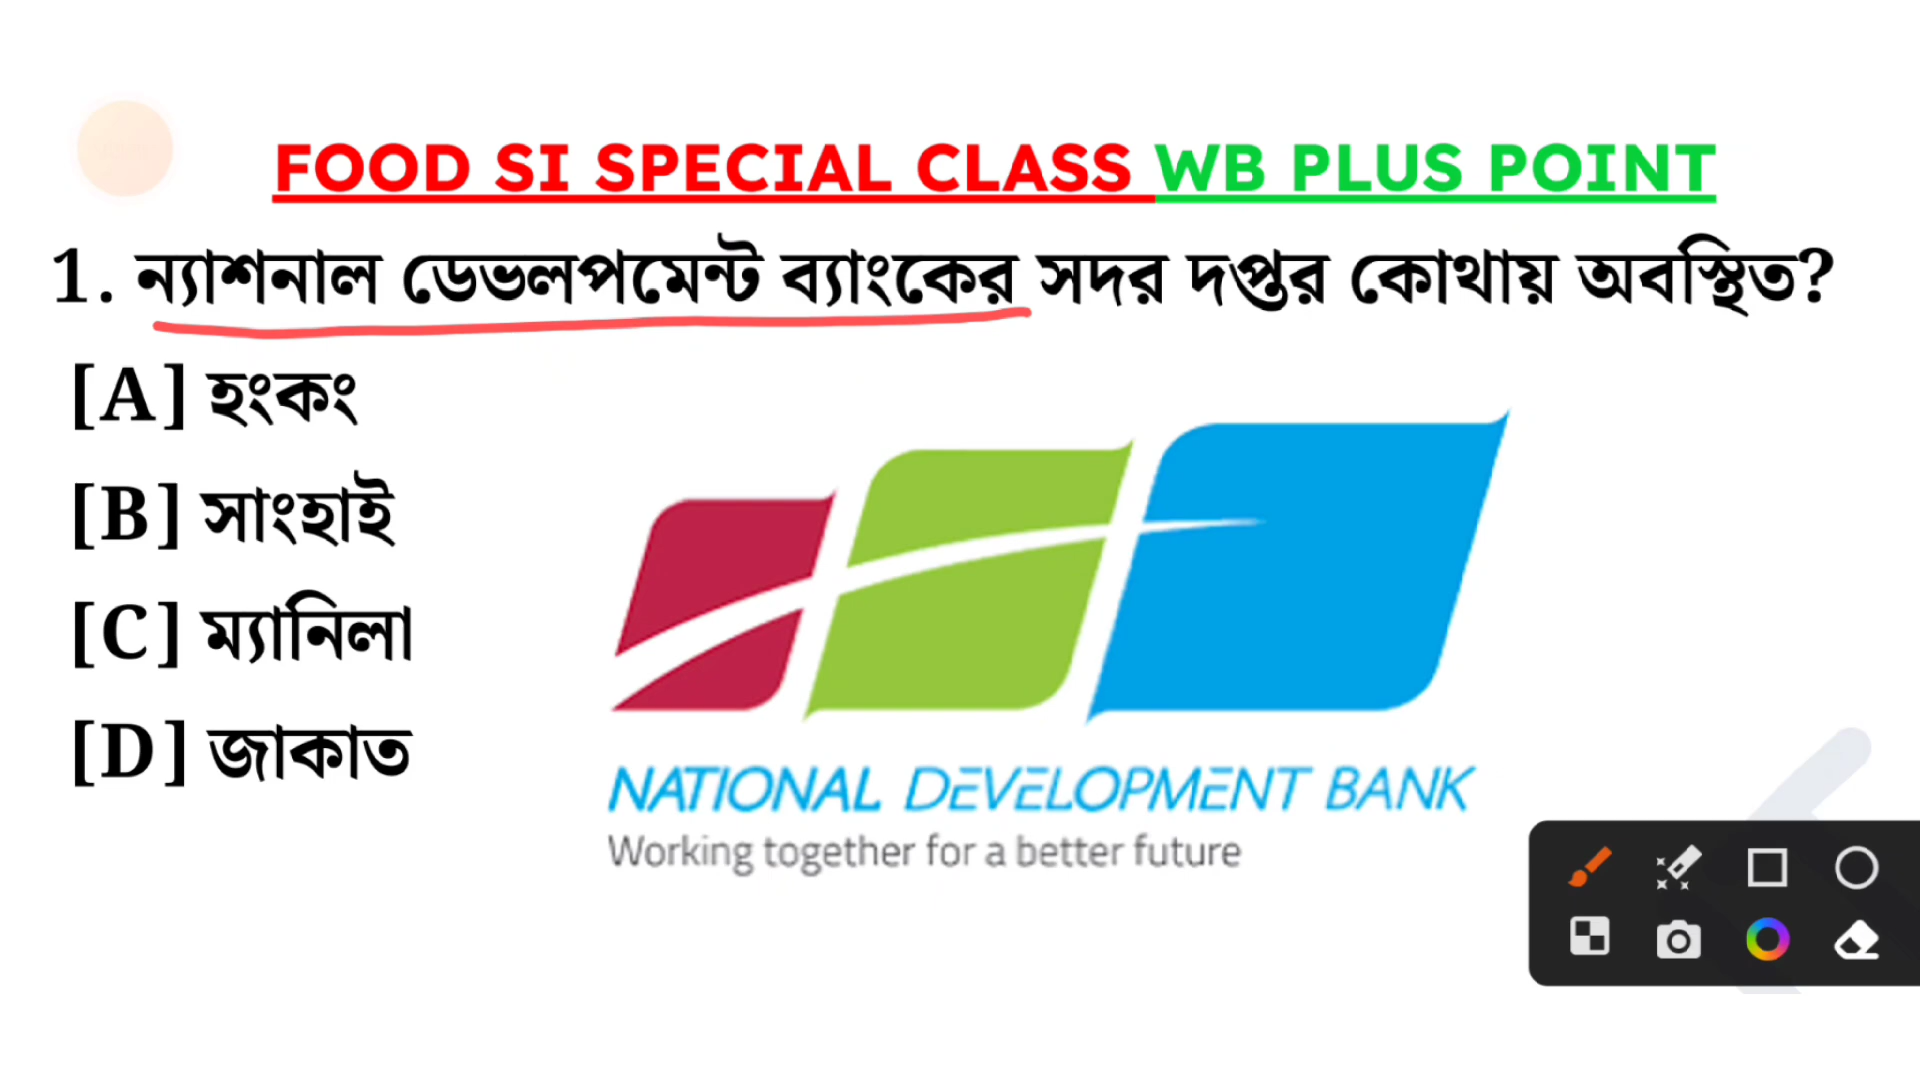 FOOD SI SPECIAL CLASS WB PLUS POINT
1. ন্যাশনাল ডেভলপমেন্ট ব্যাংকের সদর দপ্তর কোথায় অবস্থিত?
[A] হংকং
[B] সাংহাই
[C] ম্যানিলা
[D] জাকাত
NATIONAL DEVELOPMENT BANK
Working together for a better future